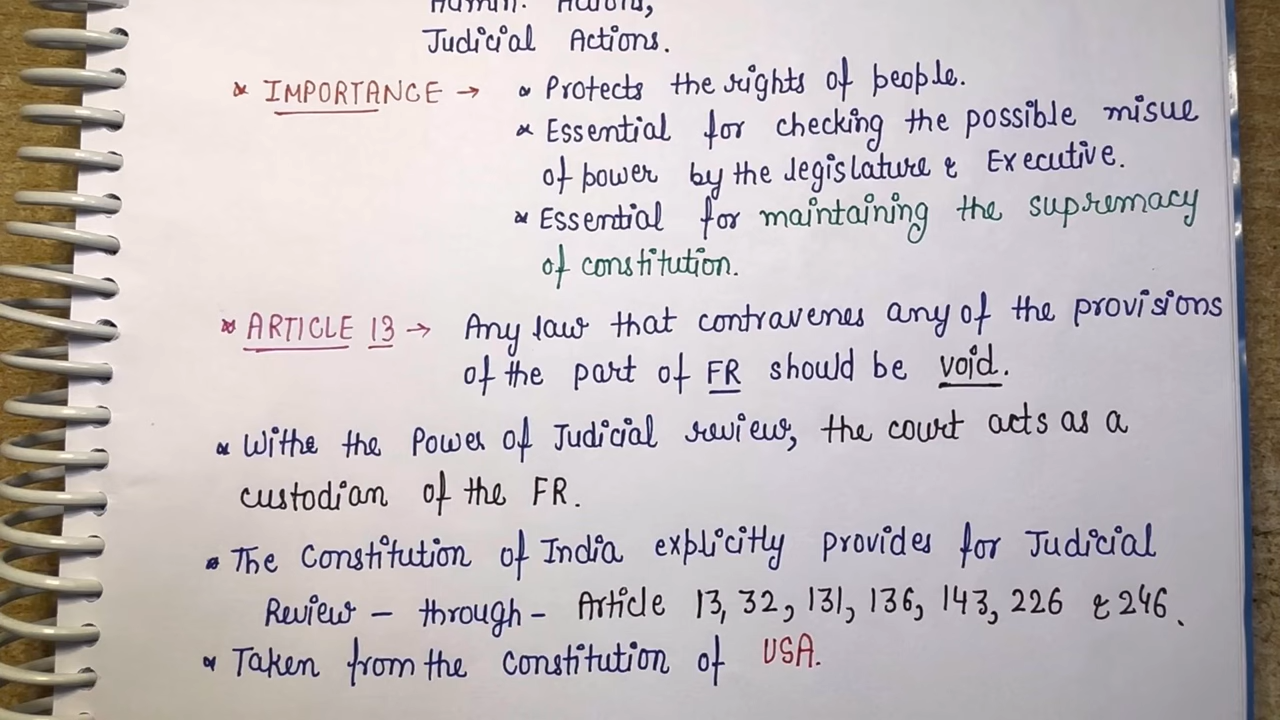 Judicial Actions.
* IMPORTANCE → * Protects the rights of people.
* Essential for checking the possible misue
of power by the legislature & Executive.
* Essential for maintaining the supremacy
of constitution.
* ARTICLE 13 → Any law that contravenes any of the provisions
of the part of FR should be void.
* Withe the Power of Judicial review, the court acts as a
custodian of the FR.
* The Constitution of India explicitly provides for Judicial
Review – through – Article 13, 32, 131, 136, 143, 226 & 246.
* Taken from the constitution of USA.